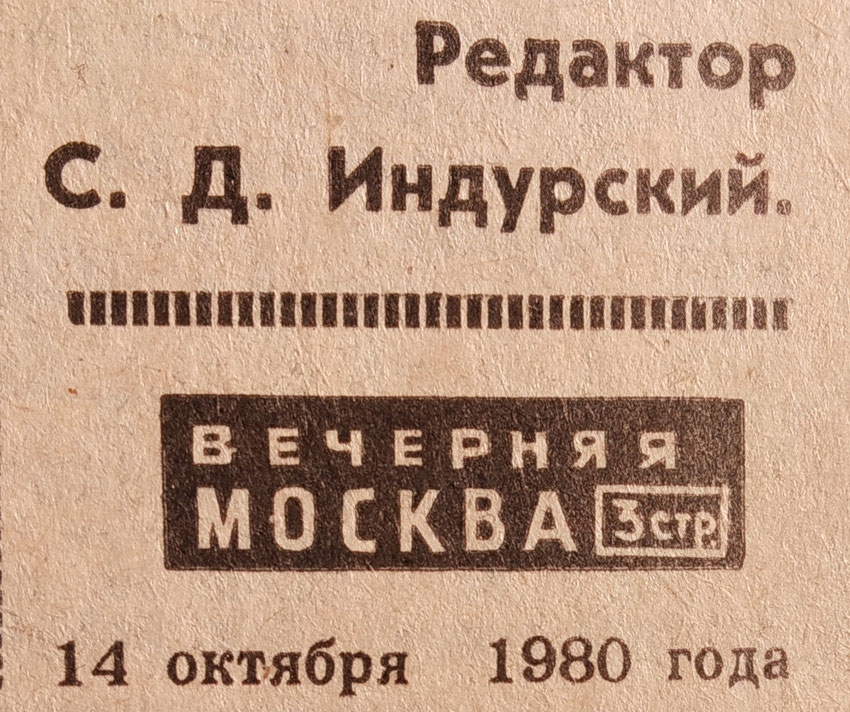 Редактор
С. Д. Индурский.
ВЕЧЕРНЯЯ
МОСКВА 3 стр.
14 октября 1980 года